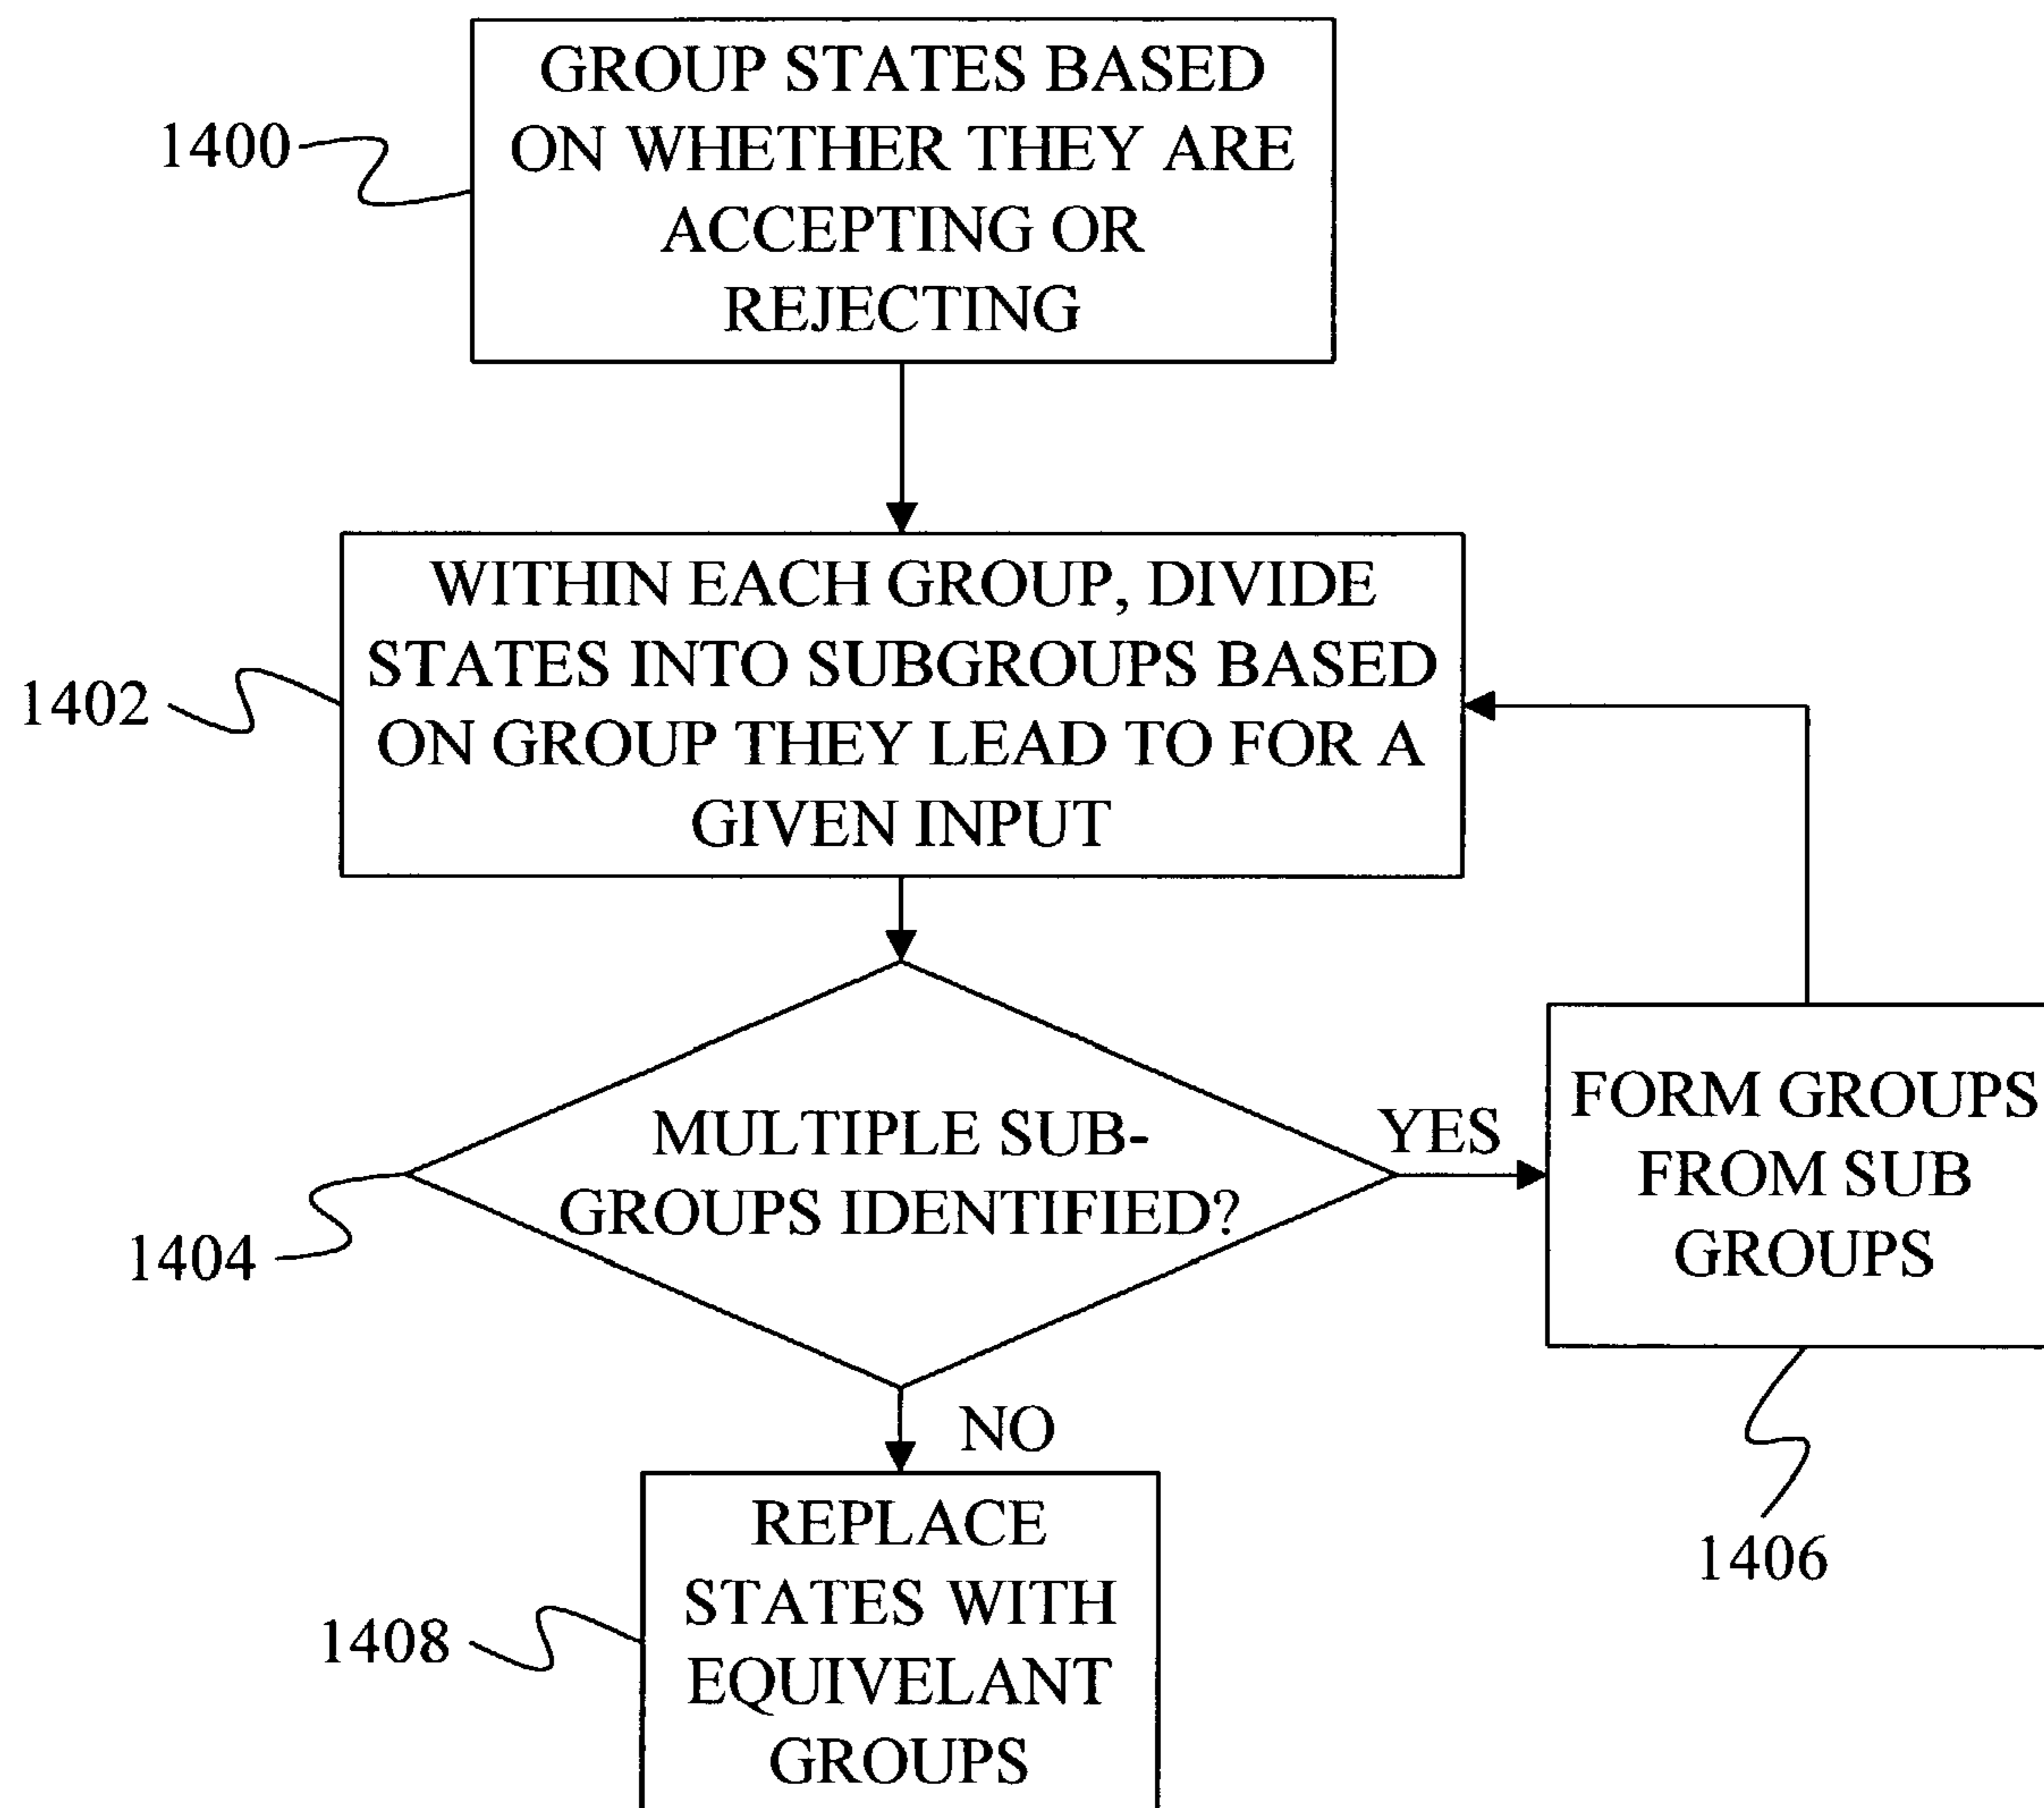 GROUP STATES BASED
ON WHETHER THEY ARE
ACCEPTING OR
REJECTING
1400
WITHIN EACH GROUP, DIVIDE
STATES INTO SUBGROUPS BASED
ON GROUP THEY LEAD TO FOR A
GIVEN INPUT
1402
MULTIPLE SUB-
GROUPS IDENTIFIED?
1404
YES
FORM GROUPS
FROM SUB
GROUPS
1406
NO
REPLACE
STATES WITH
EQUIVELANT
GROUPS
1408